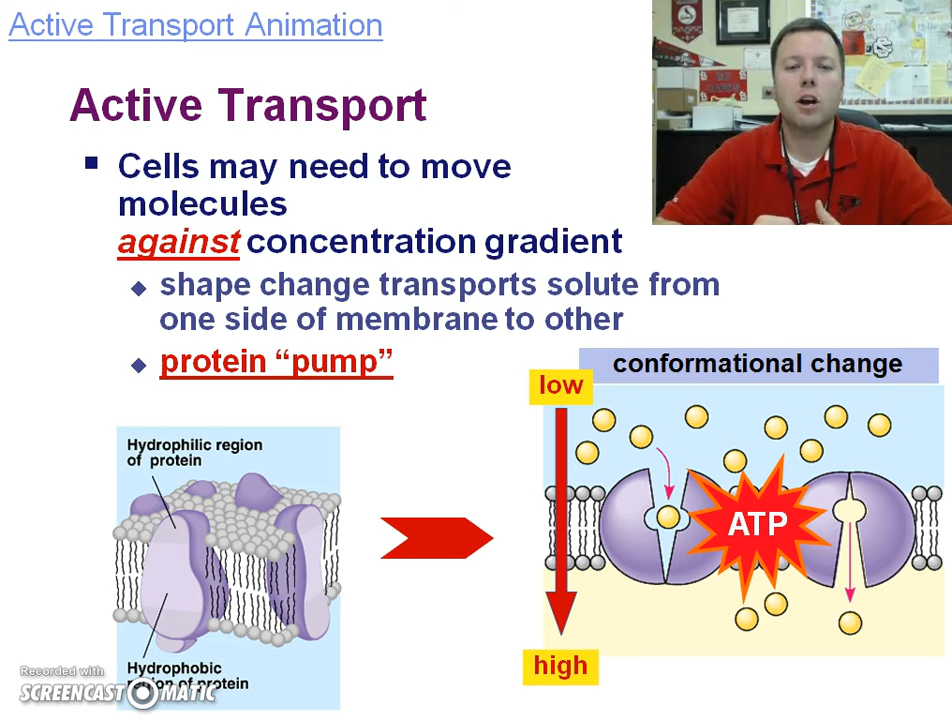 Active Transport Animation
Active Transport
Cells may need to move
molecules
against concentration gradient
shape change transports solute from
one side of membrane to other
protein “pump”
conformational change
low
Hydrophilic region
of protein
ATP
high
Hydrophobic
region of protein
Recorded with
SCREENCAST MATIC